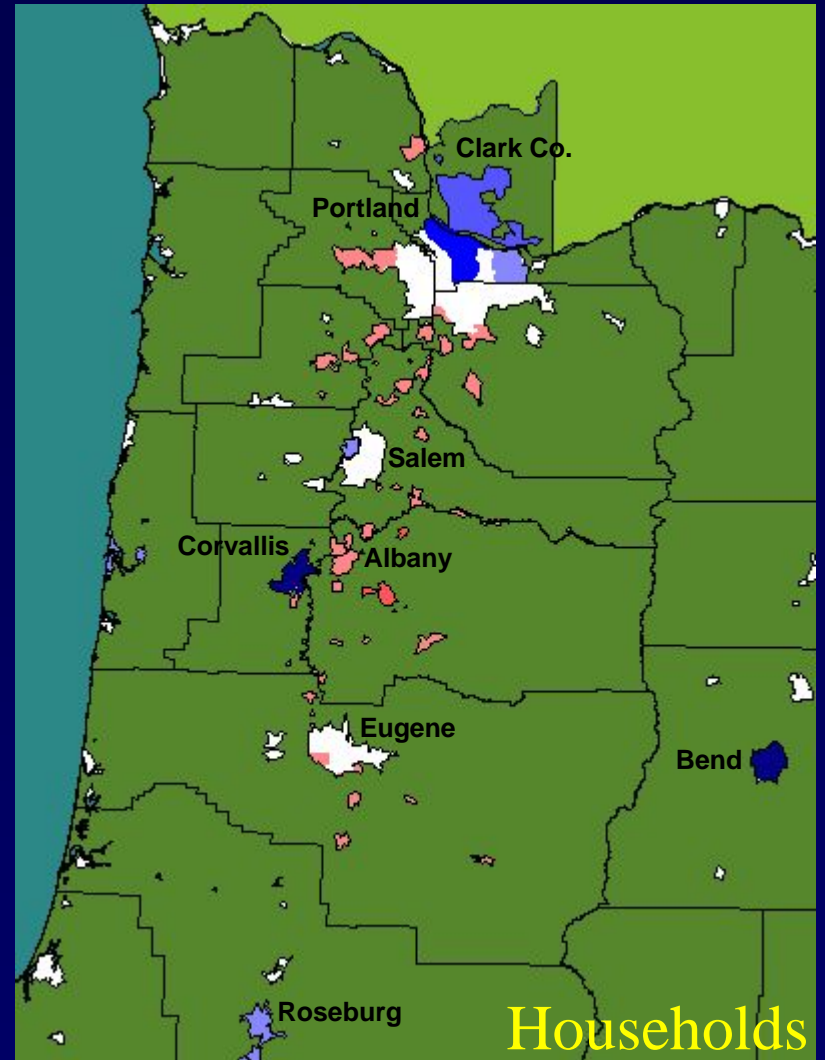 Clark Co.
Portland
Salem
Corvallis
Albany
Eugene
Bend
Roseburg
Households